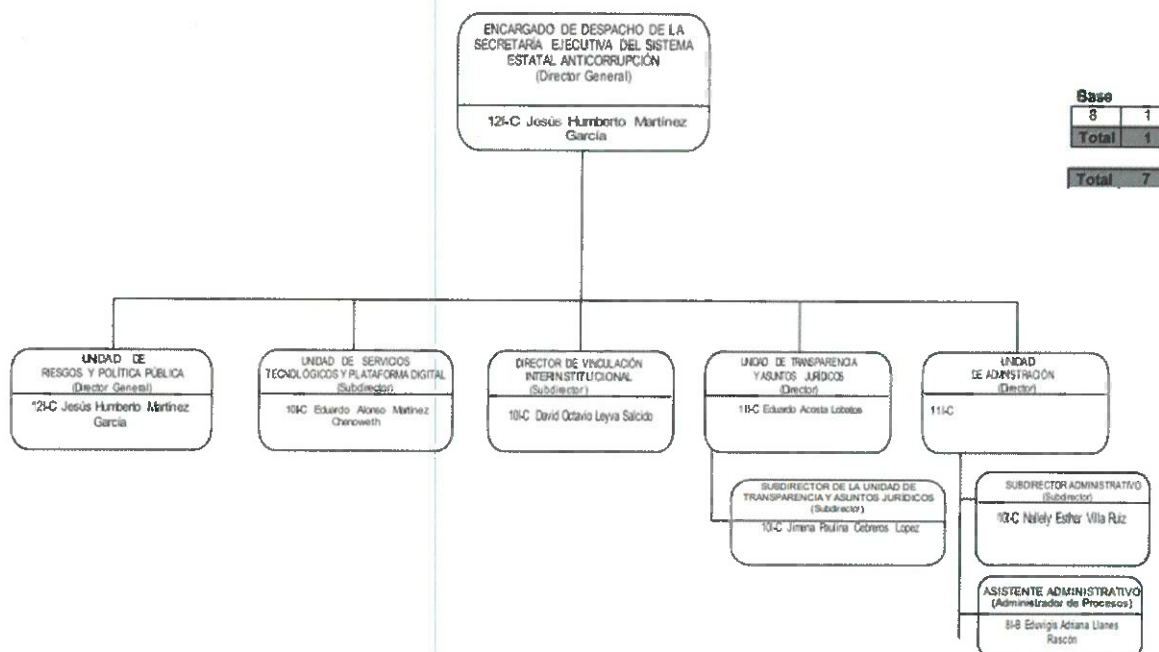 ENCARGADO DE DESPACHO DE LA
SECRETARÍA EJECUTIVA DEL SISTEMA
ESTATAL ANTICORRUPCIÓN
(Director General)
12I-C Jesús Humberto Martínez
García
Base
8 1
Total 1
Total 7
UNIDAD DE
RIESGOS Y POLÍTICA PÚBLICA
(Director General)
12I-C Jesús Humberto Martínez
García
UNIDAD DE SERVICIOS
TECNOLÓGICOS Y PLATAFORMA DIGITAL
(Subdirector)
10I-C Eduardo Alonso Martínez
Chenoweth
DIRECTOR DE VINCULACIÓN
INTERINSTITUCIONAL
(Subdirector)
10I-C David Octavio Leyva Salcido
UNIDAD DE TRANSPARENCIA
Y ASUNTOS JURÍDICOS
(Director)
11I-C Eduardo Acosta Lobatos
UNIDAD
DE ADMINSTRACIÓN
(Director)
11I-C
SUBDIRECTOR DE LA UNIDAD DE
TRANSPARENCIA Y ASUNTOS JURÍDICOS
(Subdirector)
10I-C Jimena Paulina Cebreros Lopez
SUBDIRECTOR ADMINISTRATIVO
(Subdirector)
10I-C Nallely Esther Villa Ruiz
ASISTENTE ADMINISTRATIVO
(Administrador de Procesos)
8I-B Eduvigis Adriana Llanes
Rascón